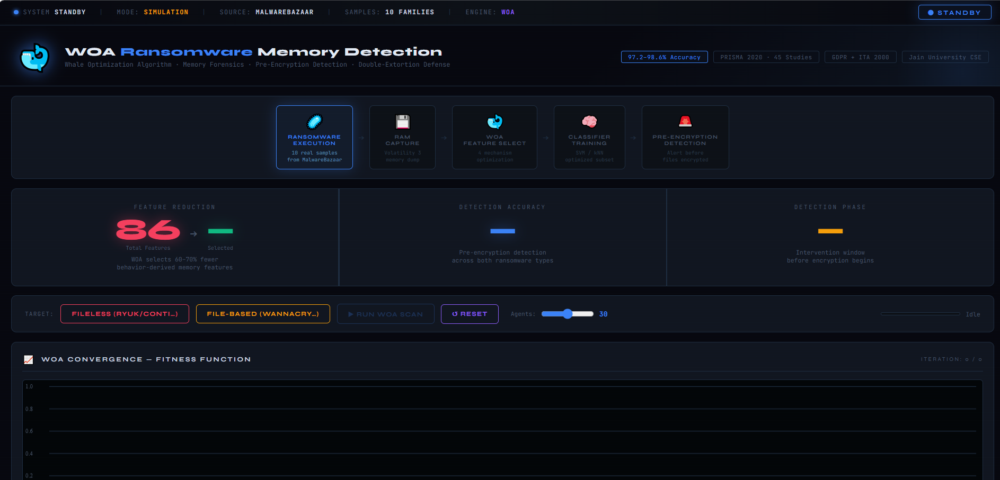 SYSTEM STANDBY | MODE: SIMULATION | SOURCE: MALWAREBAZAAR | SAMPLES: 10 FAMILIES | ENGINE: WOA
STANDBY
WOA Ransomware Memory Detection
Whale Optimization Algorithm · Memory Forensics · Pre-Encryption Detection · Double-Extortion Defense
97.2–98.6% Accuracy
PRISMA 2020 · 45 Studies
GDPR + ITA 2000
Jain University CSE
RANSOMWARE
EXECUTION
10 real samples
from MalwareBazaar
→
RAM
CAPTURE
Volatility 3
memory dump
→
WOA
FEATURE SELECT
4 mechanism
optimization
→
CLASSIFIER
TRAINING
SVM / kNN
optimized subset
→
PRE-ENCRYPTION
DETECTION
Alert before
files encrypted
FEATURE REDUCTION
86 → —
Total Features
Selected
WOA selects 60–70% fewer
behavior-derived memory features
DETECTION ACCURACY
—
Pre-encryption detection
across both ransomware types
DETECTION PHASE
—
Intervention window
before encryption begins
TARGET:
FILELESS (RYUK/CONTI…)
FILE-BASED (WANNACRY…)
▶ RUN WOA SCAN
↺ RESET
Agents: 30
Idle
WOA CONVERGENCE — FITNESS FUNCTION
ITERATION: 0 / 0
1.0
0.8
0.6
0.4
0.2